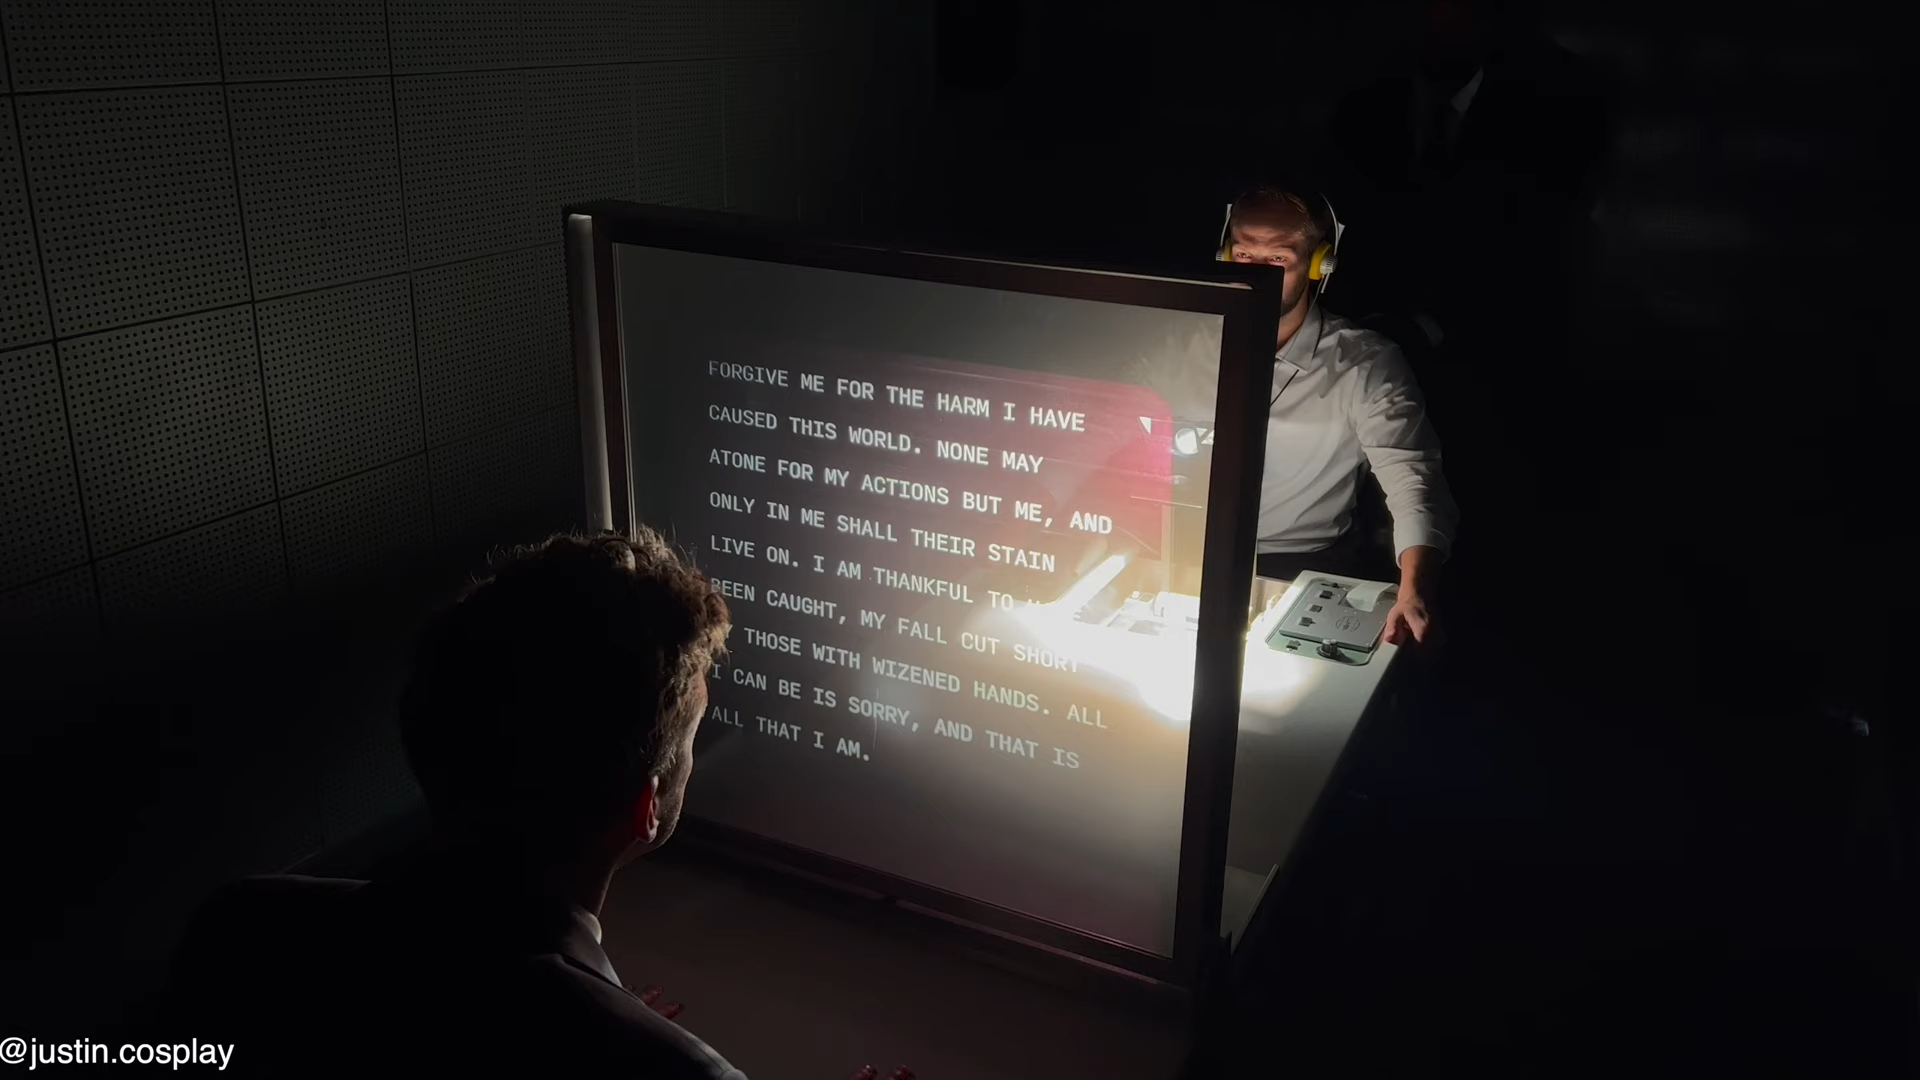 FORGIVE ME FOR THE HARM I HAVE
CAUSED THIS WORLD. NONE MAY
ATONE FOR MY ACTIONS BUT ME, AND
ONLY IN ME SHALL THEIR STAIN
LIVE ON. I AM THANKFUL TO
BEEN CAUGHT, MY FALL CUT SHORT
THOSE WITH WIZENED HANDS. ALL
I CAN BE IS SORRY, AND THAT IS
ALL THAT I AM.
@justin.cosplay